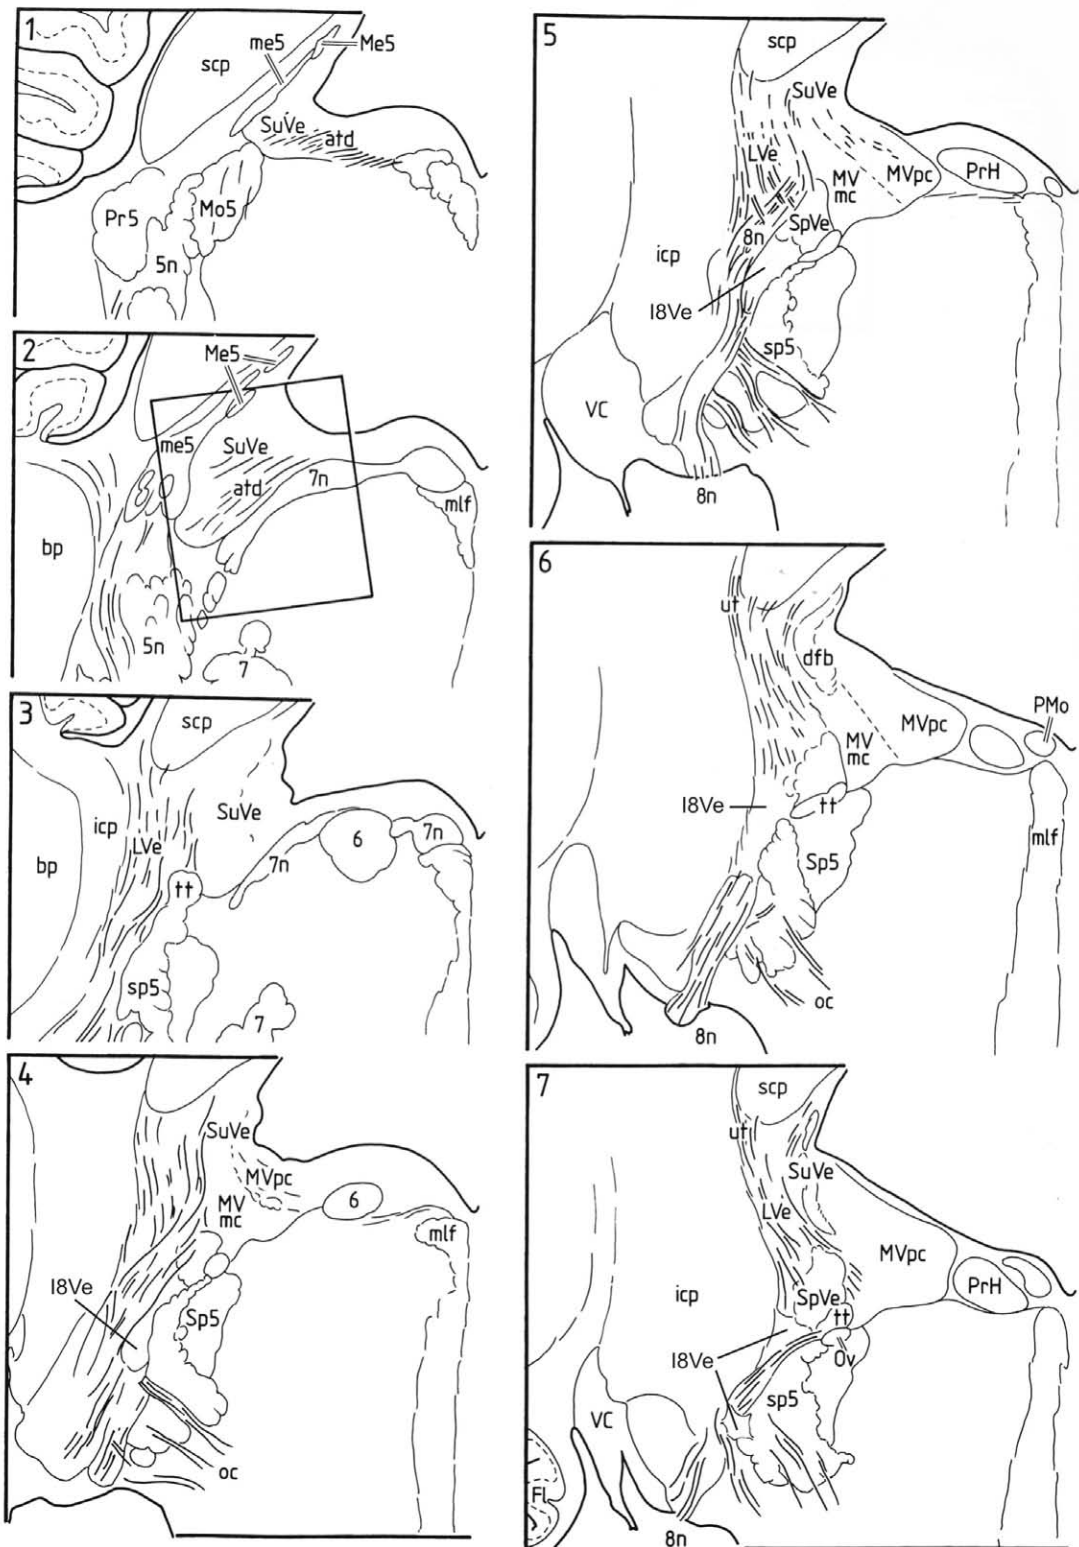 1
me5
Me5
scp
SuVe
atd
Pr5
Mo5
5n
2
Me5
me5
SuVe
atd
7n
mlf
bp
5n
7
3
scp
SuVe
icp
LVe
7n
6
7n
bp
tt
sp5
7
4
SuVe
MVpc
MV
mc
6
mlf
I8Ve
Sp5
oc
5
scp
SuVe
LVe
MV
mc
MVpc
PrH
8n
SpVe
icp
I8Ve
sp5
VC
8n
6
ut
dfb
PMo
MVpc
MV
mc
I8Ve
tt
mlf
Sp5
oc
8n
7
scp
ut
SuVe
LVe
MVpc
icp
SpVe
PrH
tt
I8Ve
Ov
sp5
VC
Fl
8n